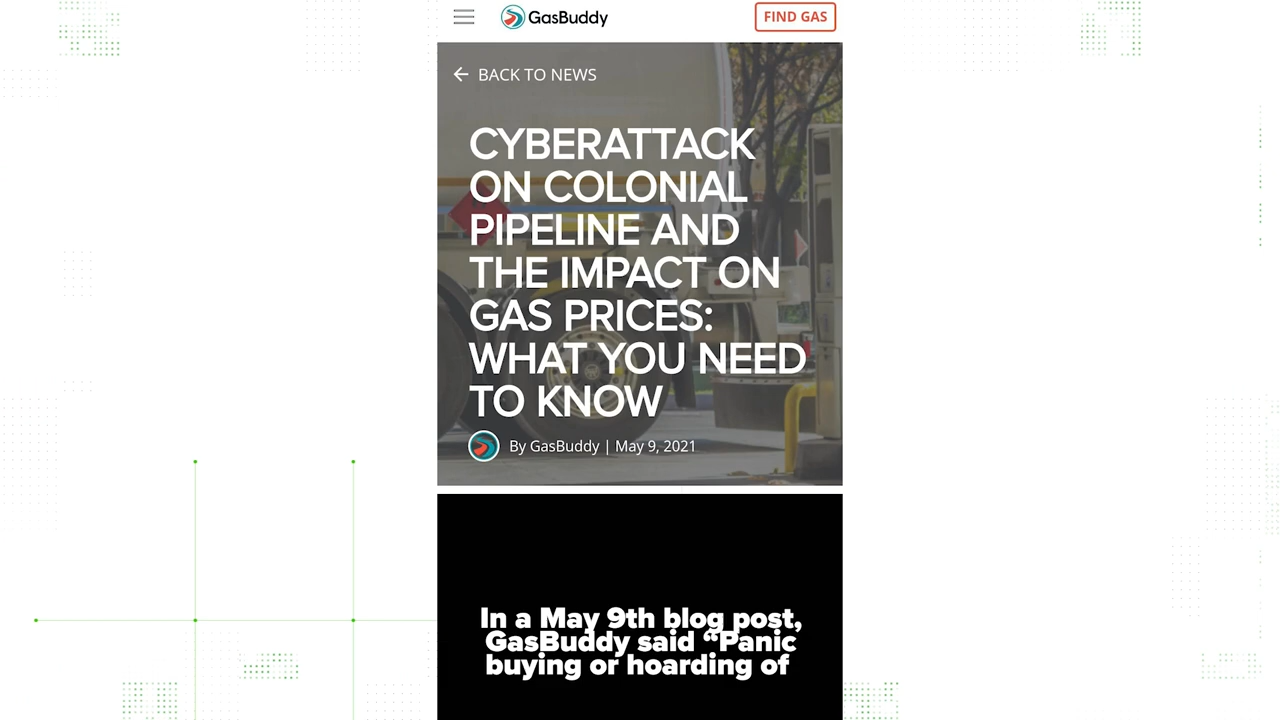 GasBuddy
FIND GAS
BACK TO NEWS
CYBERATTACK
ON COLONIAL
PIPELINE AND
THE IMPACT ON
GAS PRICES:
WHAT YOU NEED
TO KNOW
By GasBuddy | May 9, 2021
In a May 9th blog post,
GasBuddy said “Panic
buying or hoarding of